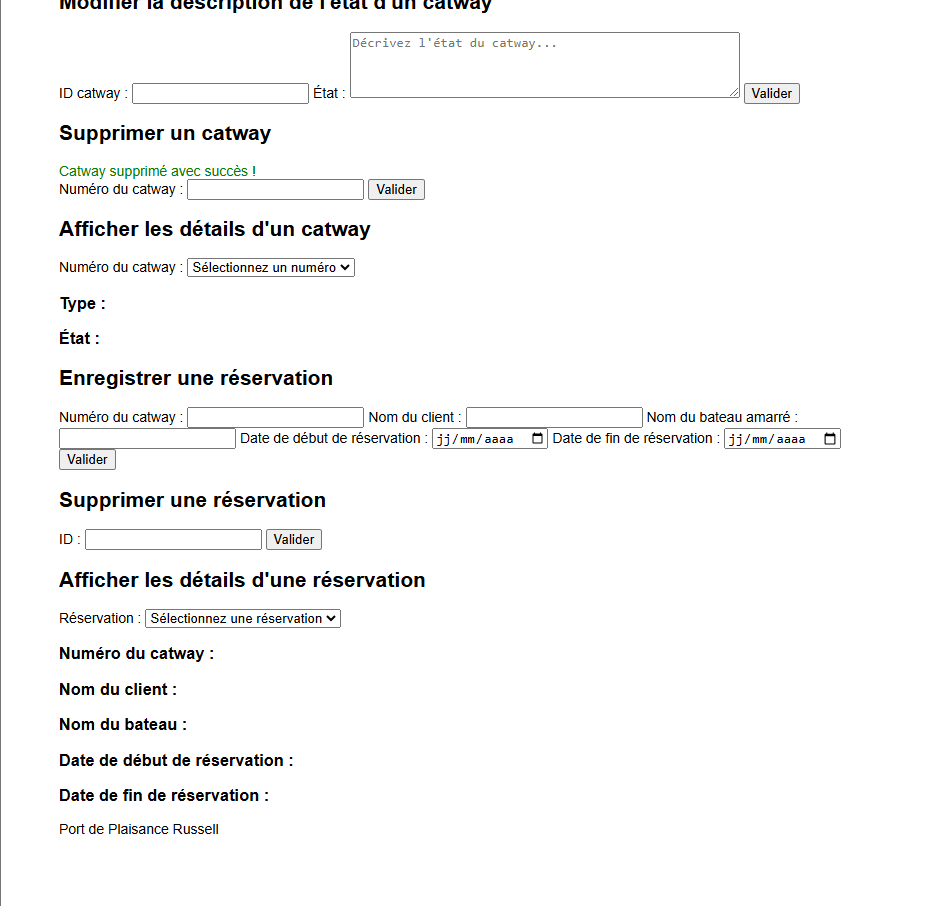 Modifier la description de l'état d'un catway
Décrivez l'état du catway...
ID catway : État : Valider
Supprimer un catway
Catway supprimé avec succès !
Numéro du catway : Valider
Afficher les détails d'un catway
Numéro du catway : Sélectionnez un numéro
Type :
État :
Enregistrer une réservation
Numéro du catway : Nom du client : Nom du bateau amarré :
Date de début de réservation : jj/mm/aaaa Date de fin de réservation : jj/mm/aaaa
Valider
Supprimer une réservation
ID : Valider
Afficher les détails d'une réservation
Réservation : Sélectionnez une réservation
Numéro du catway :
Nom du client :
Nom du bateau :
Date de début de réservation :
Date de fin de réservation :
Port de Plaisance Russell